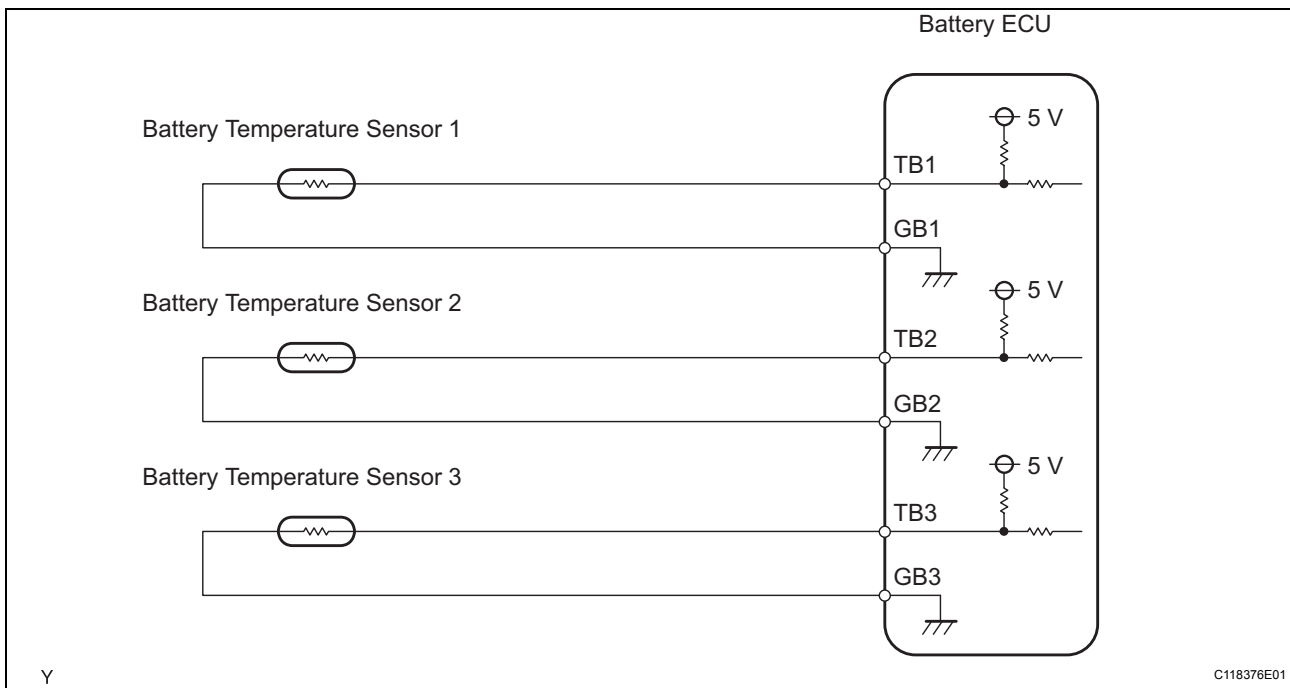 Battery ECU
Battery Temperature Sensor 1
5 V
TB1
GB1
Battery Temperature Sensor 2
5 V
TB2
GB2
Battery Temperature Sensor 3
5 V
TB3
GB3
Y
C118376E01